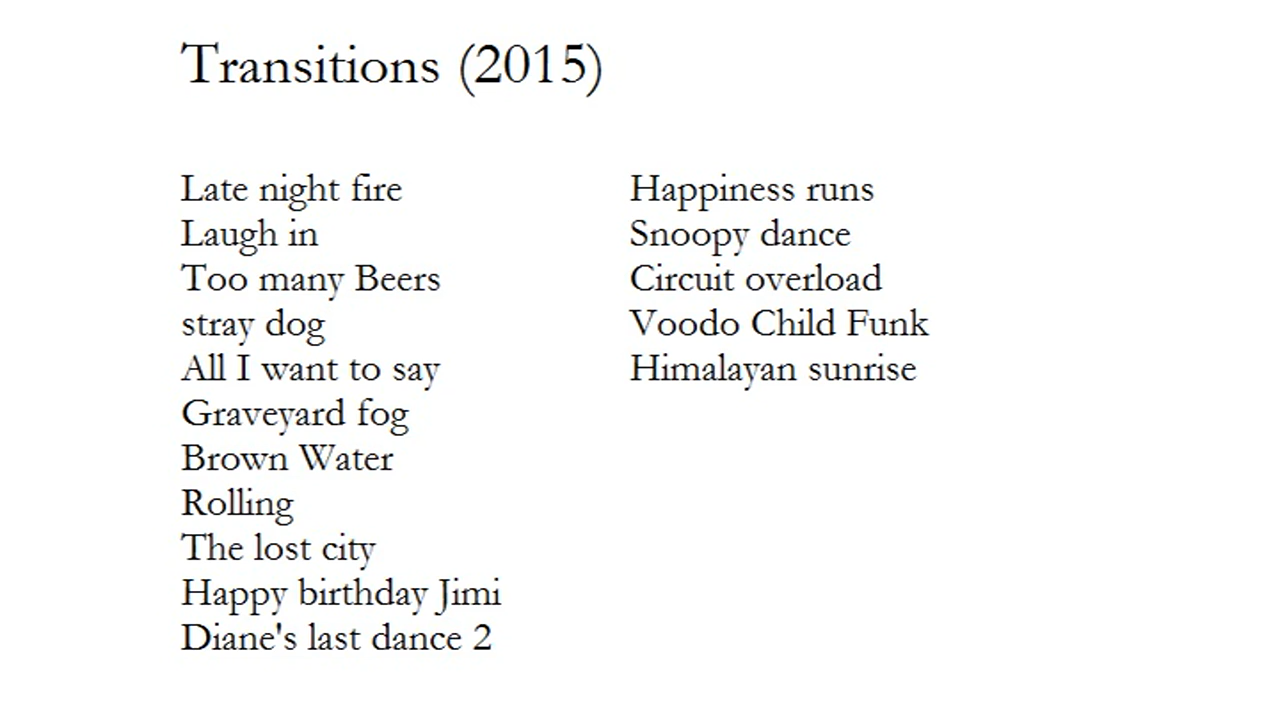 Transitions (2015)
Late night fire
Laugh in
Too many Beers
stray dog
All I want to say
Graveyard fog
Brown Water
Rolling
The lost city
Happy birthday Jimi
Diane's last dance 2
Happiness runs
Snoopy dance
Circuit overload
Voodo Child Funk
Himalayan sunrise